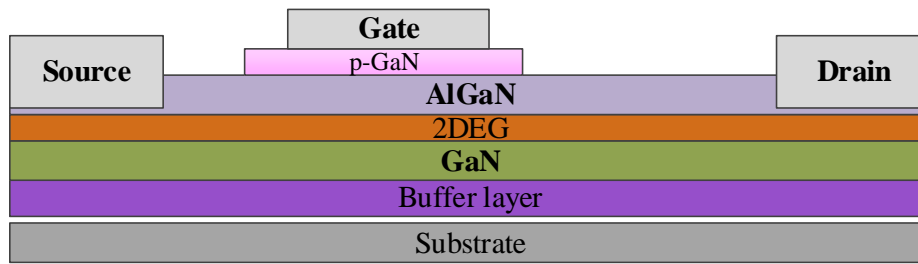 Gate
Source
p-GaN
Drain
AlGaN
2DEG
GaN
Buffer layer
Substrate